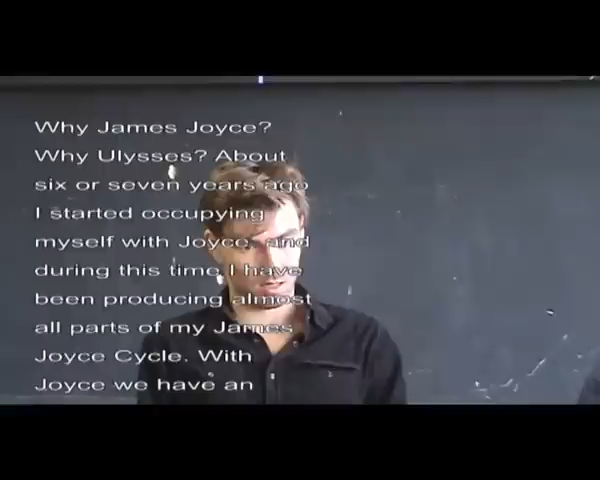 Why James Joyce?
Why Ulysses? About
six or seven years ago
I started occupying
myself with Joyce, and
during this time I have
been producing almost
all parts of my James
Joyce Cycle. With
Joyce we have an